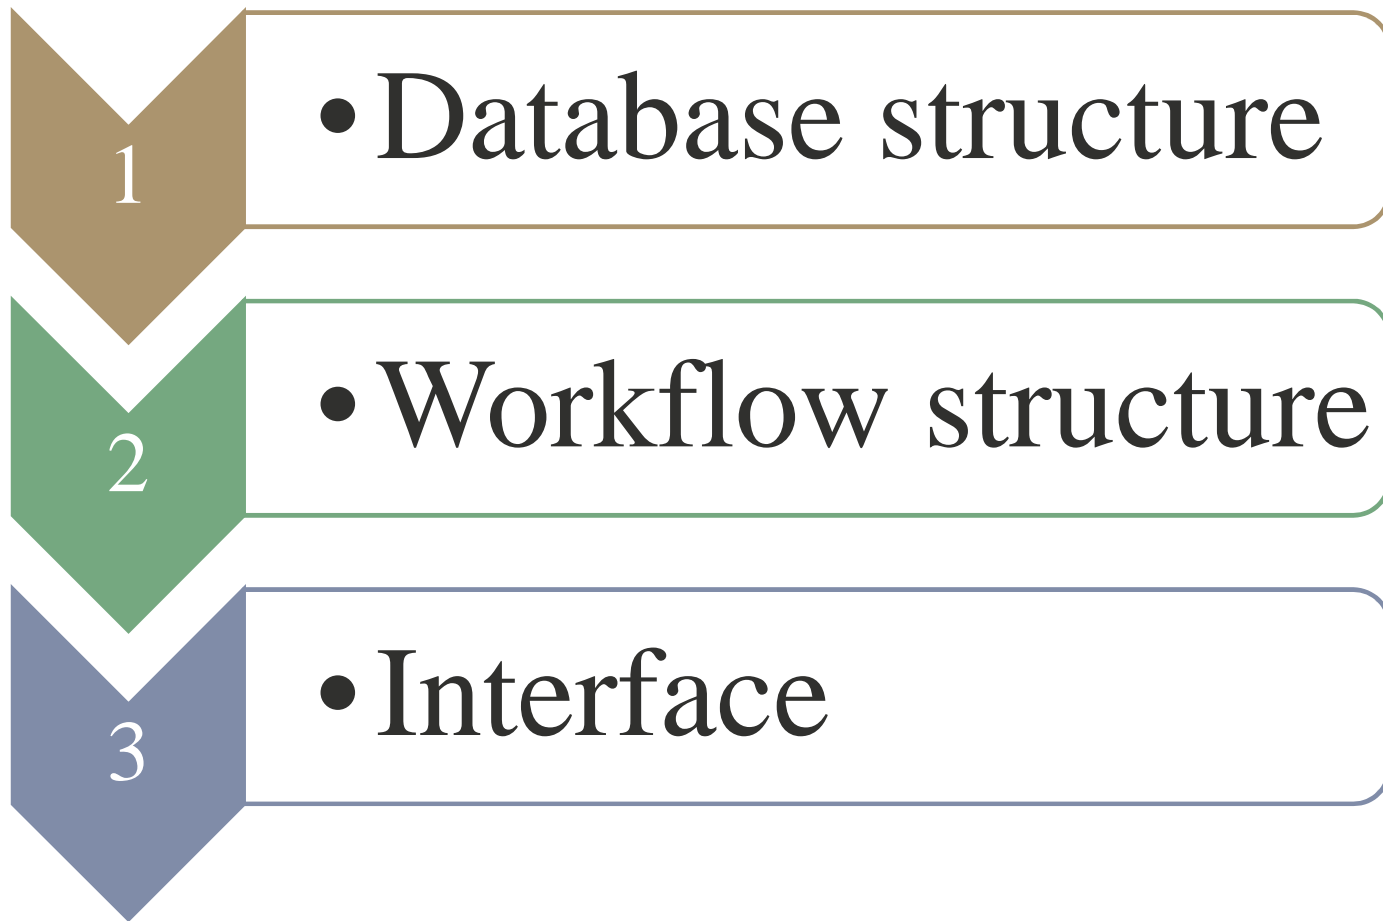 1
•Database structure
2
•Workflow structure
3
•Interface